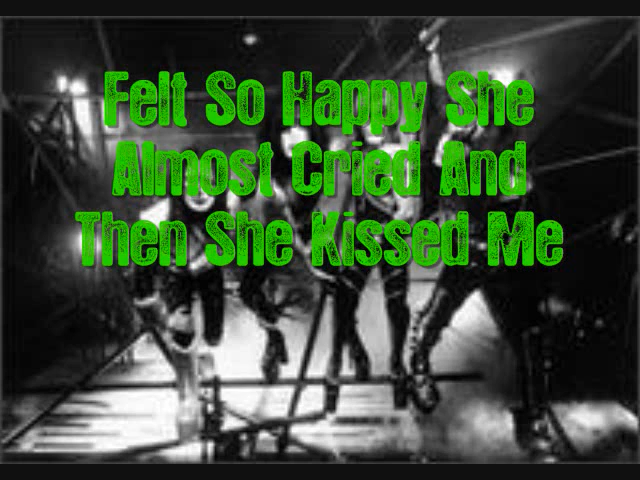 Felt So Happy She
Almost Cried And
Then She Kissed Me